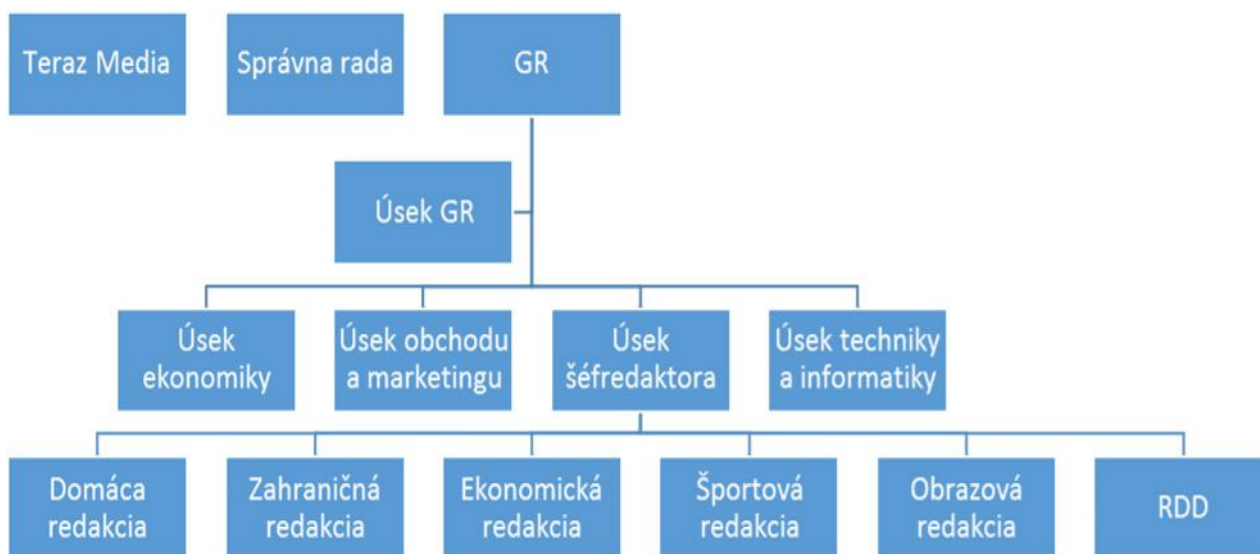 Teraz Media
Správna rada
GR
Úsek GR
Úsek
ekonomiky
Úsek obchodu
a marketingu
Úsek
šéfredaktora
Úsek techniky
a informatiky
Domáca
redakcia
Zahraničná
redakcia
Ekonomická
redakcia
Športová
redakcia
Obrazová
redakcia
RDD